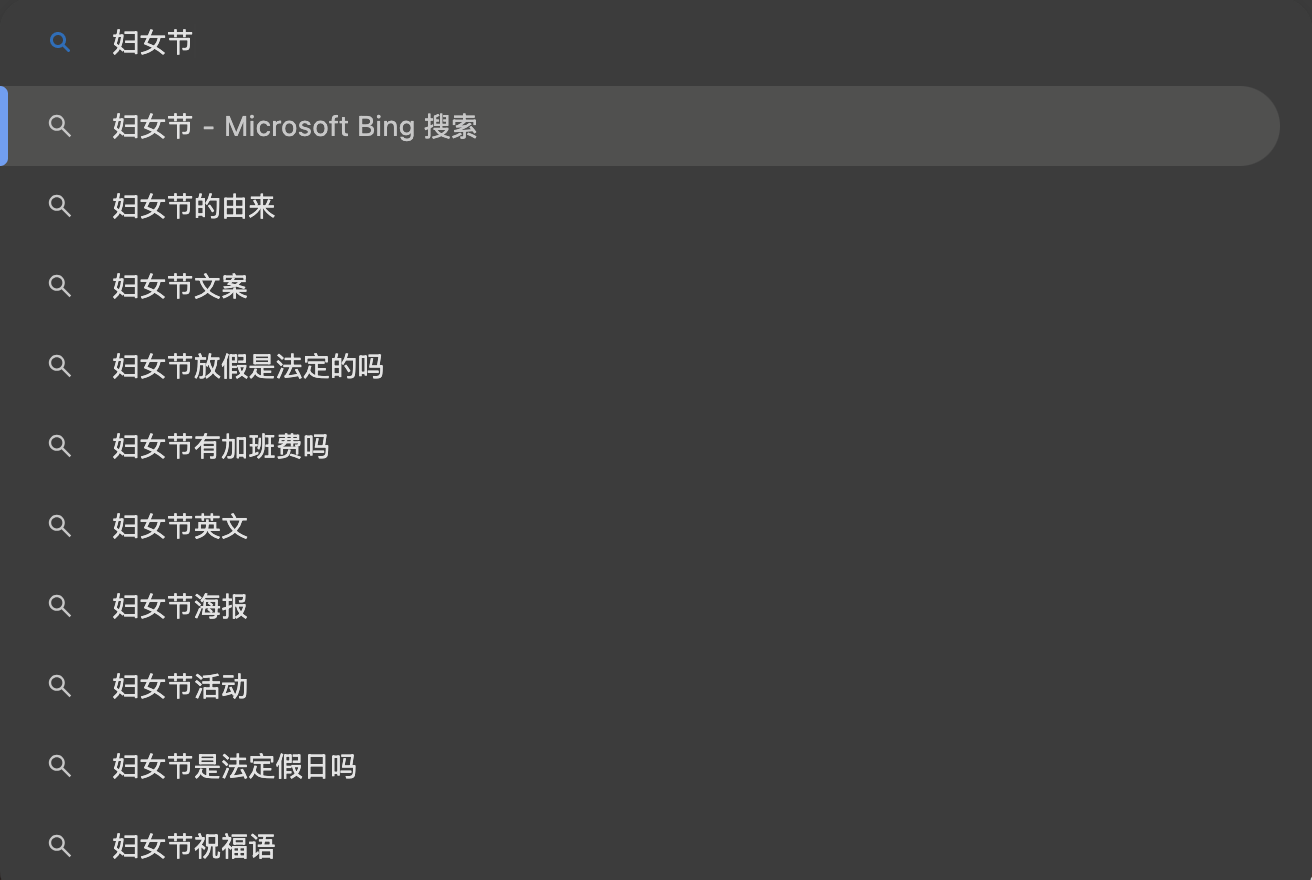 妇女节
妇女节 - Microsoft Bing 搜索
妇女节的由来
妇女节文案
妇女节放假是法定的吗
妇女节有加班费吗
妇女节英文
妇女节海报
妇女节活动
妇女节是法定假日吗
妇女节祝福语